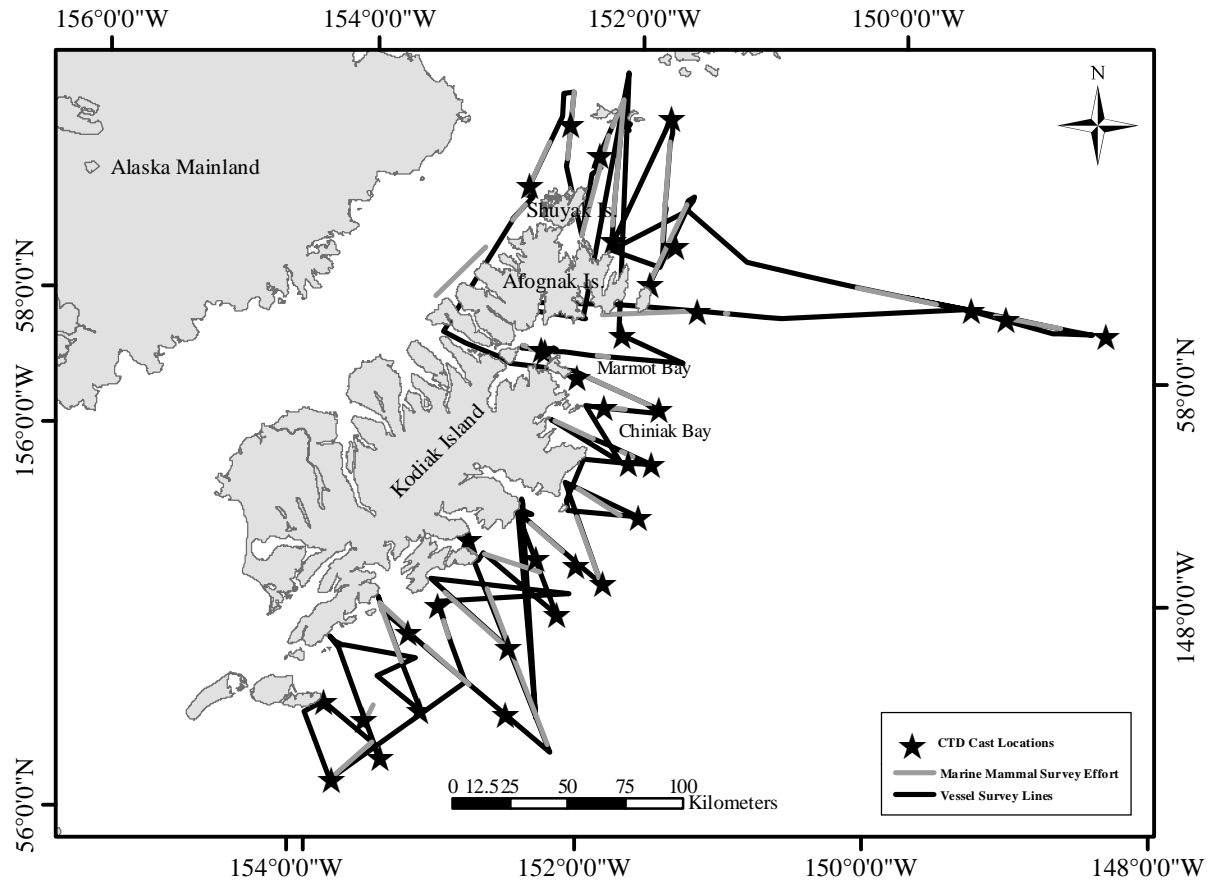 156°0'0"W 154°0'0"W 152°0'0"W 150°0'0"W
N
Alaska Mainland
Shuyak Is.
58°0'0"N
Afognak Is.
Marmot Bay
58°0'0"N
156°0'0"W
Chiniak Bay
Kodiak Island
148°0'0"W
CTD Cast Locations
Marine Mammal Survey Effort
Vessel Survey Lines
0 12.5 25 50 75 100
Kilometers
56°0'0"N
154°0'0"W 152°0'0"W 150°0'0"W 148°0'0"W